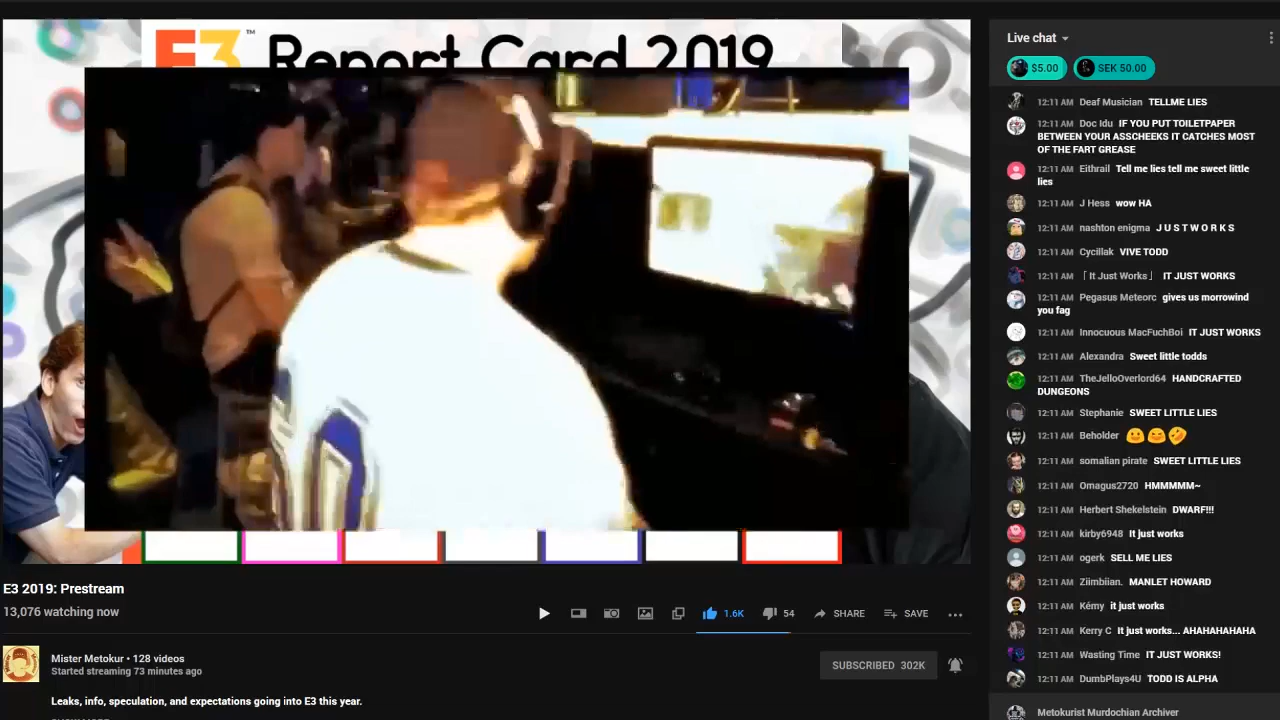 E3™ Report Card 2019
E3 2019: Prestream
13,076 watching now
1.6K
54
SHARE
SAVE
Mister Metokur • 128 videos
Started streaming 73 minutes ago
SUBSCRIBED 302K
Leaks, info, speculation, and expectations going into E3 this year.
Live chat
$5.00
SEK 50.00
12:11 AM Deaf Musician TELLME LIES
12:11 AM Doc Idu IF YOU PUT TOILETPAPER
BETWEEN YOUR ASSCHEEKS IT CATCHES MOST
OF THE FART GREASE
12:11 AM Eithrail Tell me lies tell me sweet little
lies
12:11 AM J Hess wow HA
12:11 AM nashton enigma J U S T W O R K S
12:11 AM Cycillak VIVE TODD
12:11 AM 「It Just Works」 IT JUST WORKS
12:11 AM Pegasus Meteorc gives us morrowind
you fag
12:11 AM Innocuous MacFuchBoi IT JUST WORKS
12:11 AM Alexandra Sweet little todds
12:11 AM TheJelloOverlord64 HANDCRAFTED
DUNGEONS
12:11 AM Stephanie SWEET LITTLE LIES
12:11 AM Beholder
12:11 AM somalian pirate SWEET LITTLE LIES
12:11 AM Omagus2720 HMMMMM~
12:11 AM Herbert Shekelstein DWARF!!!
12:11 AM kirby6948 It just works
12:11 AM ogerk SELL ME LIES
12:11 AM Ziimbiian. MANLET HOWARD
12:11 AM Kémy it just works
12:11 AM Kerry C It just works... AHAHAHAHAHA
12:11 AM Wasting Time IT JUST WORKS!
12:11 AM DumbPlays4U TODD IS ALPHA
Metokurist Murdochian Archiver